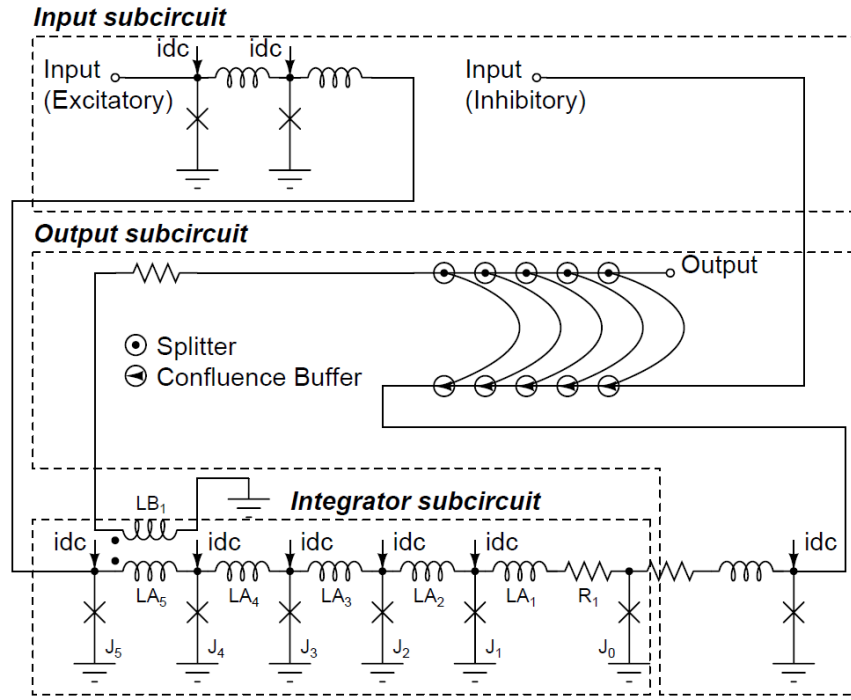 Input subcircuit
idc idc
Input
(Excitatory)
Input
(Inhibitory)
Output subcircuit
Output
Splitter
Confluence Buffer
LB1
Integrator subcircuit
idc idc idc idc idc idc
LA5 LA4 LA3 LA2 LA1 R1
J5 J4 J3 J2 J1 J0